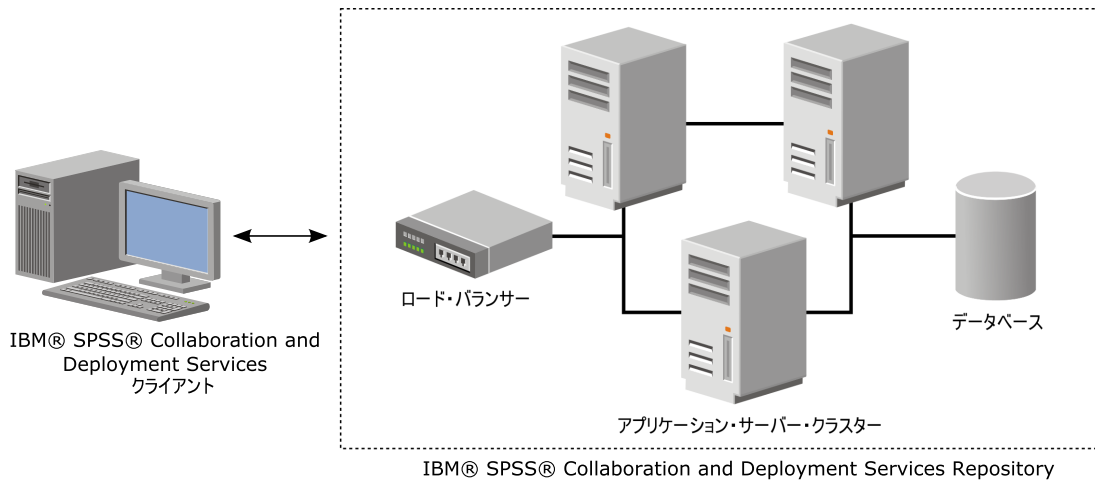 ロード・バランサー
データベース
IBM® SPSS® Collaboration and
Deployment Services
クライアント
アプリケーション・サーバー・クラスター
IBM® SPSS® Collaboration and Deployment Services Repository